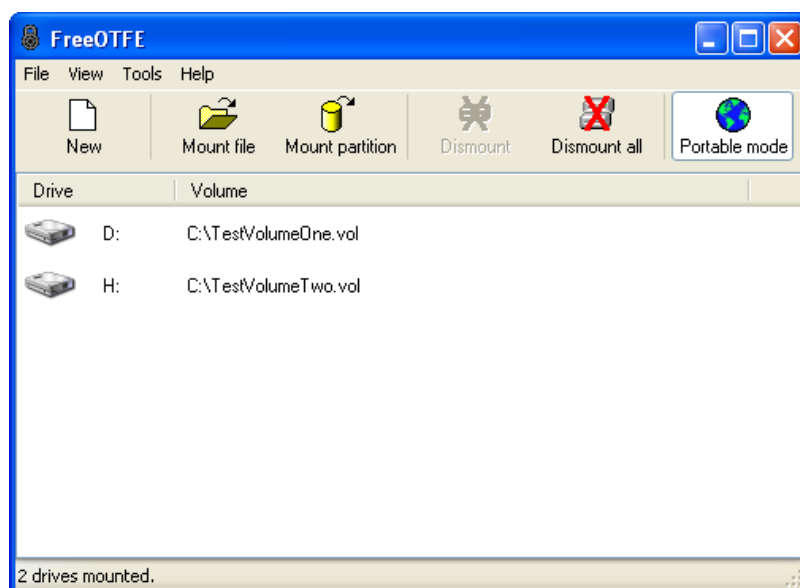 FreeOTFE
File View Tools Help
New Mount file Mount partition Dismount Dismount all Portable mode
Drive Volume
D: C:\TestVolumeOne.vol
H: C:\TestVolumeTwo.vol
2 drives mounted.